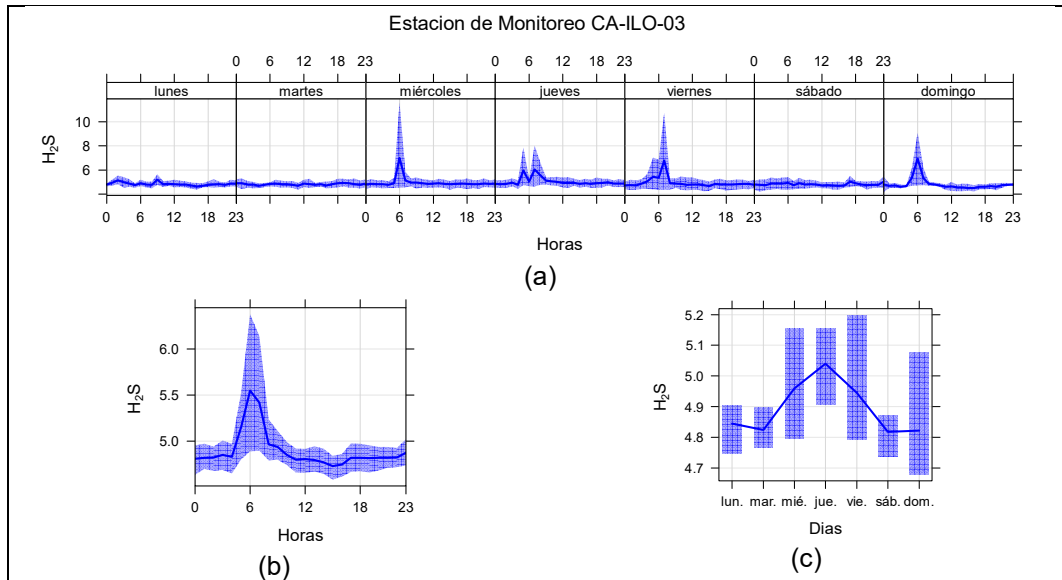 Estacion de Monitoreo CA-ILO-03
0 6 12 18 23 0 6 12 18 23 0 6 12 18 23
lunes martes miércoles jueves viernes sábado domingo
10
8
6
H₂S
0 6 12 18 23 0 6 12 18 23 0 6 12 18 23 0 6 12 18 23
Horas
(a)
6.0
5.5
5.0
H₂S
0 6 12 18 23
Horas
(b)
5.2
5.1
5.0
4.9
4.8
4.7
H₂S
lun. mar. mié. jue. vie. sáb. dom.
Dias
(c)